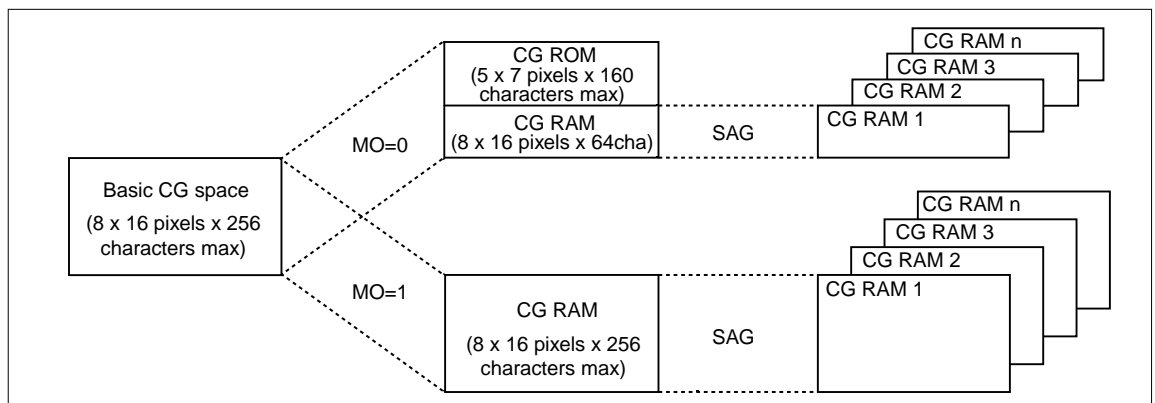 CG ROM
(5 x 7 pixels x 160
characters max)
CG RAM
(8 x 16 pixels x 64cha)
MO=0
SAG
CG RAM n
CG RAM 3
CG RAM 2
CG RAM 1
Basic CG space
(8 x 16 pixels x 256
characters max)
MO=1
CG RAM
(8 x 16 pixels x 256
characters max)
SAG
CG RAM n
CG RAM 3
CG RAM 2
CG RAM 1